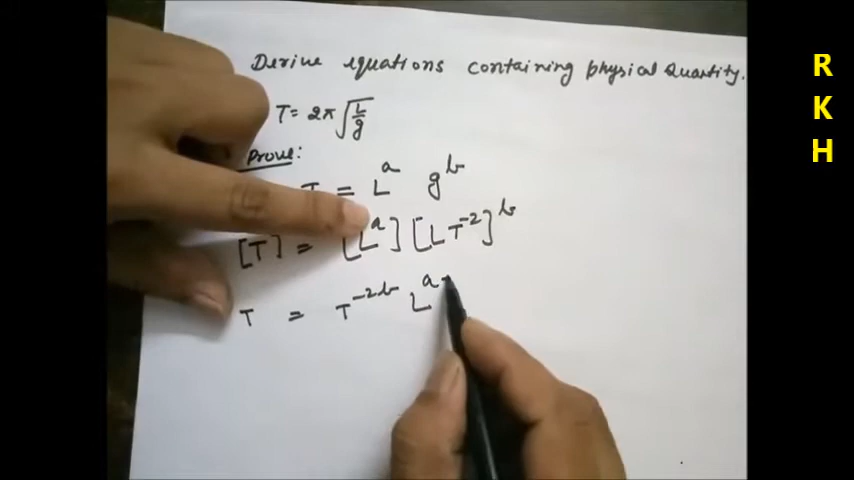 Derive equations containing physical Quantity.
T = 2π √L/g
Prove:
T = L^a g^b
[T] = [L^a] [LT^-2]^b
T = T^-2b L^a
R
K
H